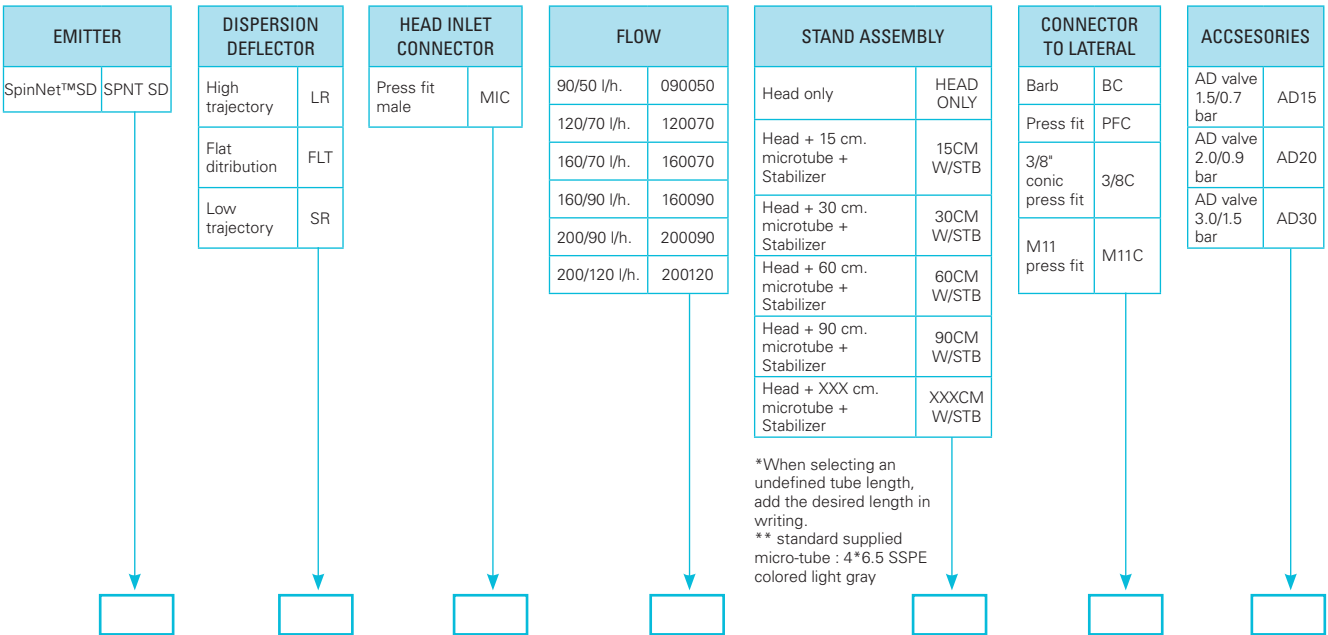 EMITTER
SpinNet™SD SPNT SD
DISPERSION
DEFLECTOR
High
trajectory
LR
Flat
ditribution
FLT
Low
trajectory
SR
HEAD INLET
CONNECTOR
Press fit
male
MIC
FLOW
90/50 l/h. 090050
120/70 l/h. 120070
160/70 l/h. 160070
160/90 l/h. 160090
200/90 l/h. 200090
200/120 l/h. 200120
STAND ASSEMBLY
Head only
HEAD
ONLY
Head + 15 cm.
microtube +
Stabilizer
15CM
W/STB
Head + 30 cm.
microtube +
Stabilizer
30CM
W/STB
Head + 60 cm.
microtube +
Stabilizer
60CM
W/STB
Head + 90 cm.
microtube +
Stabilizer
90CM
W/STB
Head + XXX cm.
microtube +
Stabilizer
XXXCM
W/STB
*When selecting an
undefined tube length,
add the desired length in
writing.
** standard supplied
micro-tube : 4*6.5 SSPE
colored light gray
CONNECTOR
TO LATERAL
Barb BC
Press fit PFC
3/8"
conic
press fit
3/8C
M11
press fit
M11C
ACCSESORIES
AD valve
1.5/0.7
bar
AD15
AD valve
2.0/0.9
bar
AD20
AD valve
3.0/1.5
bar
AD30